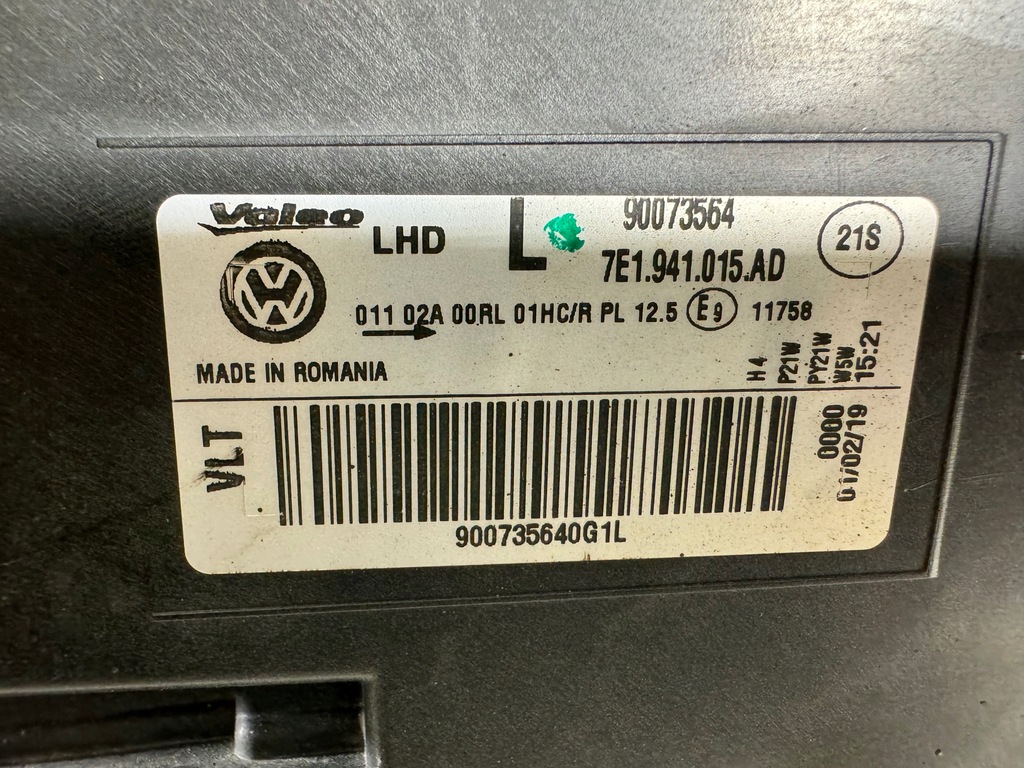 Valeo
LHD
L
90073564
7E1.941.015.AD
21S
011 02A 00RL 01HC/R PL 12.5 E9 11758
MADE IN ROMANIA
H4
P21W
PY21W
W5W
15:21
VLT
0000
01/02/19
900735640G1L